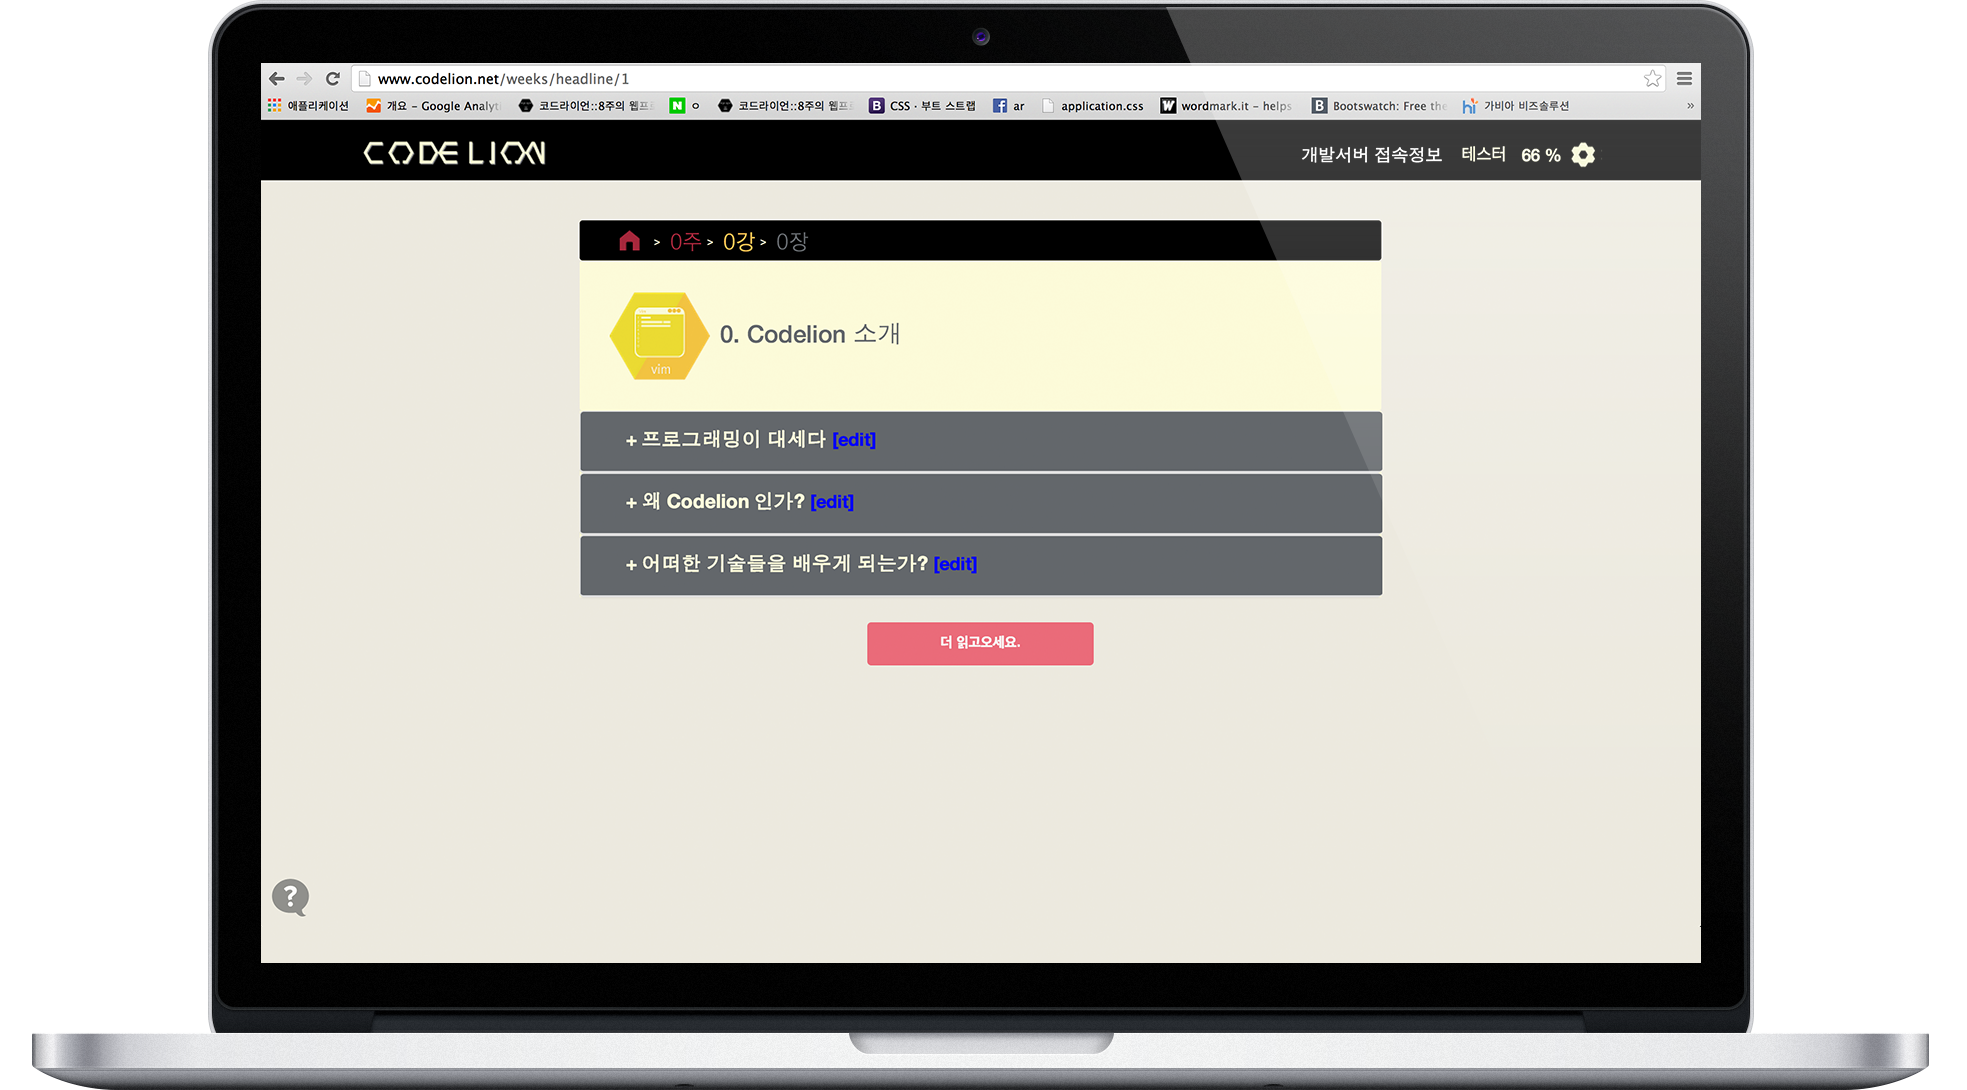 www.codelion.net/weeks/headline/1
애플리케이션 개요 – Google Analyt 코드라이언::8주의 웹프 N ㅇ 코드라이언::8주의 웹프 B CSS · 부트 스트랩 f ar application.css W wordmark.it – helps B Bootswatch: Free the hi 가비아 비즈솔루션 »
CODE LION 개발서버 접속정보 테스터 66 %
> 0주 > 0강 > 0장
0. Codelion 소개
vim
+ 프로그래밍이 대세다 [edit]
+ 왜 Codelion 인가? [edit]
+ 어떠한 기술들을 배우게 되는가? [edit]
더 읽고오세요.
?